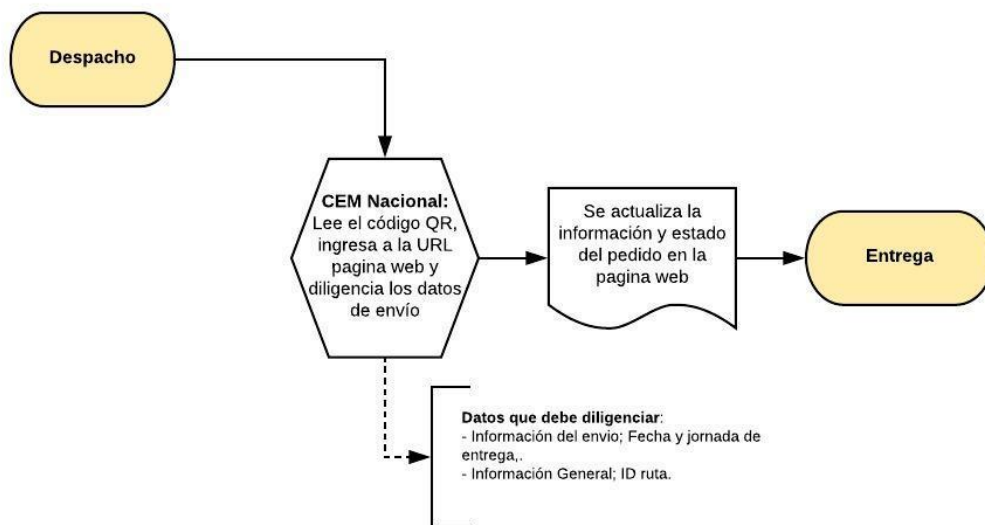 Despacho
CEM Nacional:
Lee el código QR,
ingresa a la URL
pagina web y
diligencia los datos
de envío
Se actualiza la
información y estado
del pedido en la
pagina web
Entrega
Datos que debe diligenciar:
- Información del envio; Fecha y jornada de
entrega,.
- Información General; ID ruta.